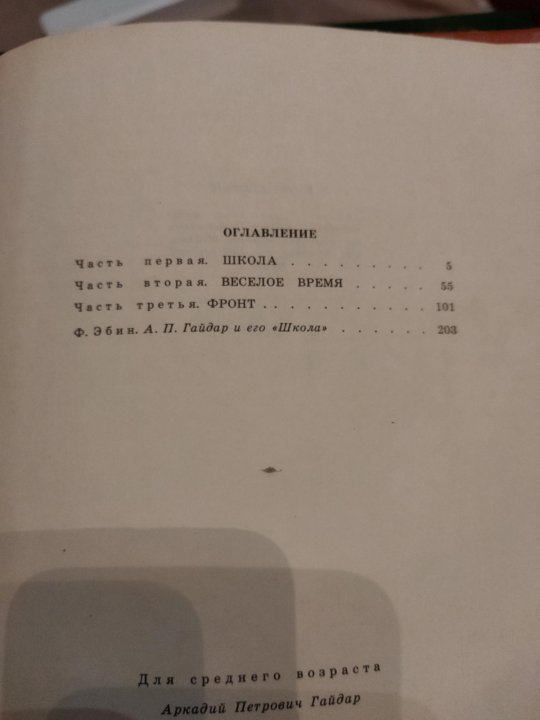 ОГЛАВЛЕНИЕ
Часть первая. ШКОЛА . . . . . . . . . 5
Часть вторая. ВЕСЕЛОЕ ВРЕМЯ . . . . . 55
Часть третья. ФРОНТ . . . . . . . . . . . 101
Ф. Эбин. А. П. Гайдар и его «Школа» . . . . . . 203
Для среднего возраста
Аркадий Петрович Гайдар